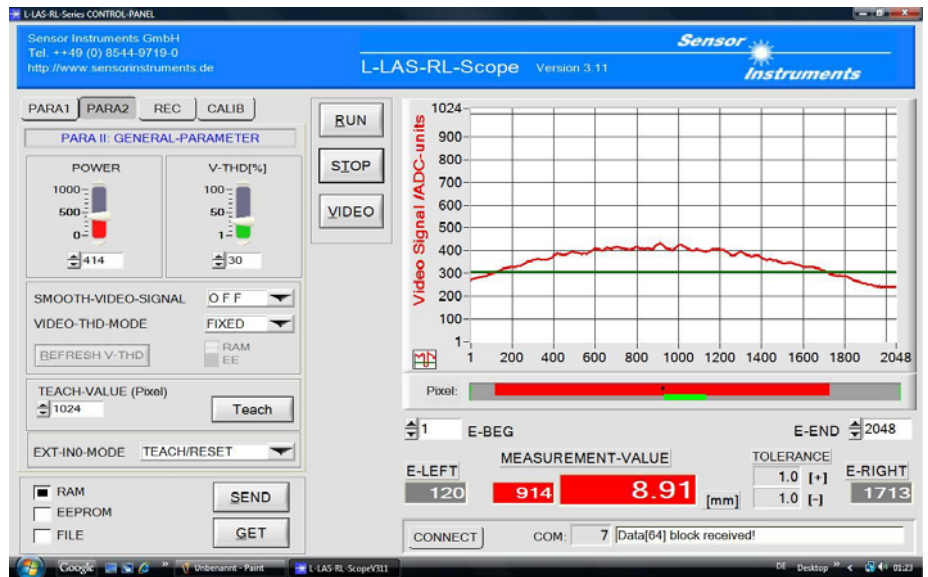 L-LAS-RL-Series CONTROL-PANEL
Sensor Instruments GmbH
Tel. ++49 (0) 8544-9719-0
http://www.sensorinstruments.de
L-LAS-RL-Scope Version 3.11
Sensor
Instruments
PARA1 PARA2 REC CALIB
PARA II: GENERAL-PARAMETER
POWER V-THD[%]
1000 100
500 50
0 1
414 30
SMOOTH-VIDEO-SIGNAL OFF
VIDEO-THD-MODE FIXED
REFRESH V-THD RAM
EE
TEACH-VALUE (Pixel)
1024 Teach
EXT-IN0-MODE TEACH/RESET
RAM
EEPROM
FILE
SEND
GET
RUN
STOP
VIDEO
Video Signal /ADC-units
1024
900
800
700
600
500
400
300
200
100
1
1 200 400 600 800 1000 1200 1400 1600 1800 2048
Pixel:
1 E-BEG E-END 2048
E-LEFT MEASUREMENT-VALUE TOLERANCE E-RIGHT
120 914 8.91 [mm] 1.0 [+] 1713
1.0 [-]
CONNECT COM: 7 Data[64] block received!
Google Unbenannt - Paint L-LAS-RL-ScopeV311 DE Desktop 01:23